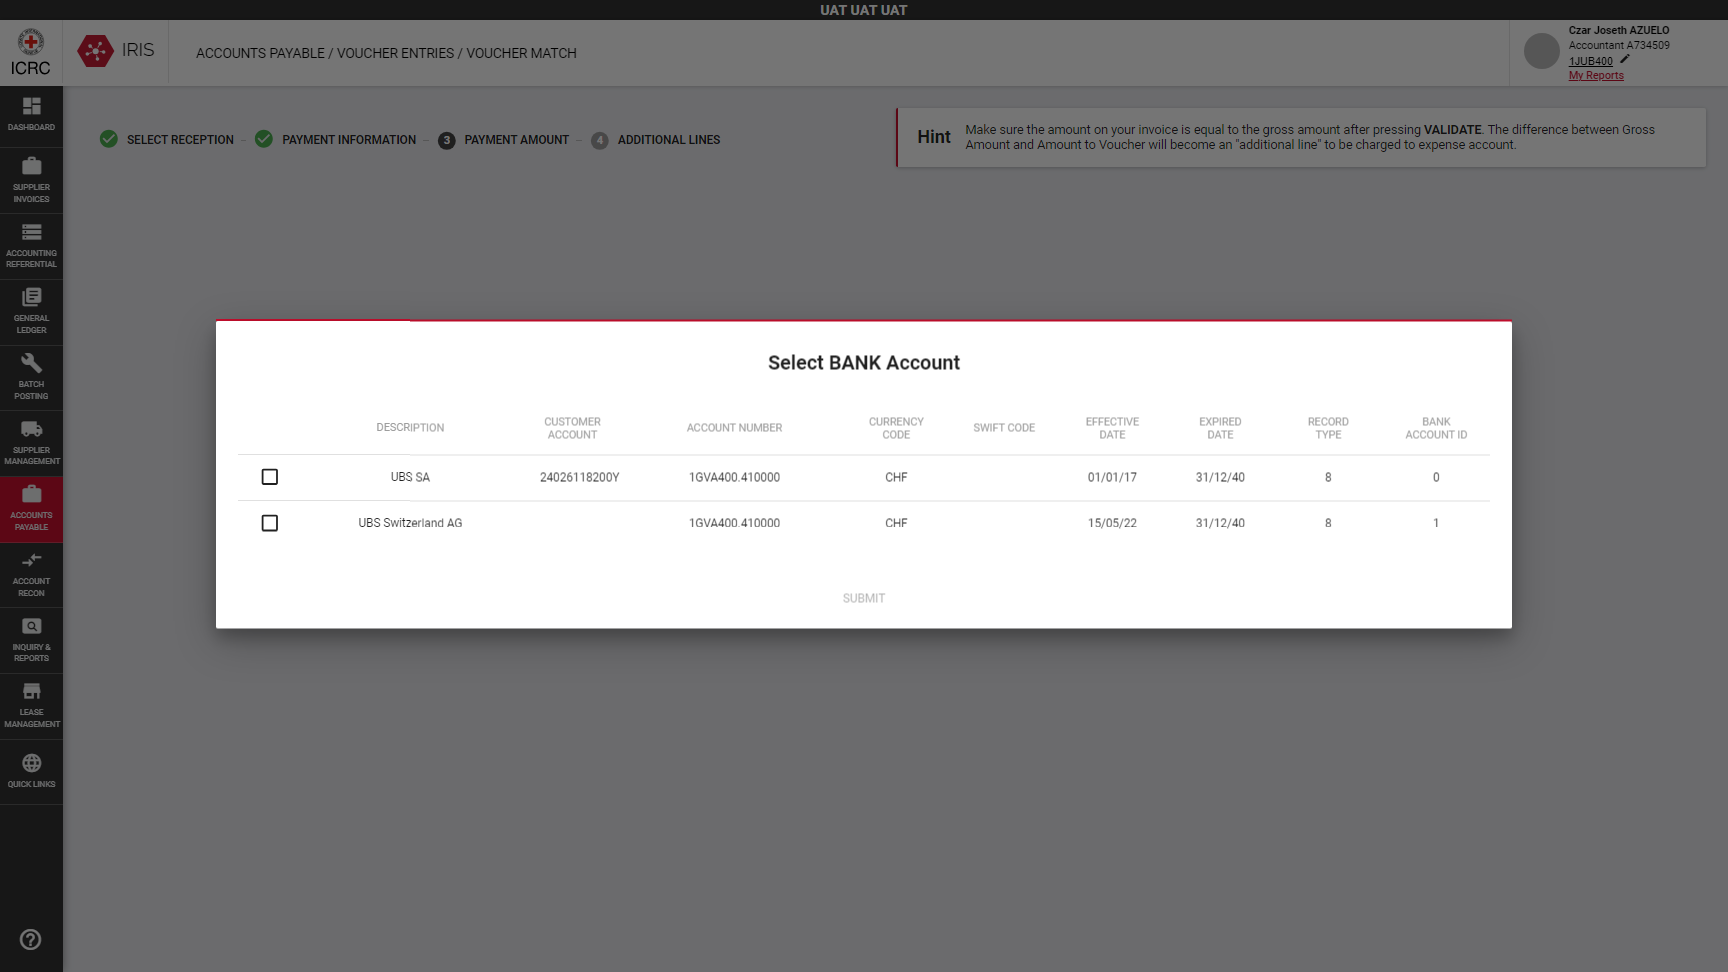 UAT UAT UAT
ICRC
IRIS
ACCOUNTS PAYABLE / VOUCHER ENTRIES / VOUCHER MATCH
Czar Joseth AZUELO
Accountant A734509
1JUB400
My Reports
DASHBOARD
SUPPLIER
INVOICES
ACCOUNTING
REFERENTIAL
GENERAL
LEDGER
BATCH
POSTING
SUPPLIER
MANAGEMENT
ACCOUNTS
PAYABLE
ACCOUNT
RECON
INQUIRY &
REPORTS
LEASE
MANAGEMENT
QUICK LINKS
SELECT RECEPTION
PAYMENT INFORMATION
3 PAYMENT AMOUNT
4 ADDITIONAL LINES
Hint
Make sure the amount on your invoice is equal to the gross amount after pressing VALIDATE. The difference between Gross
Amount and Amount to Voucher will become an "additional line" to be charged to expense account.
Select BANK Account
DESCRIPTION
CUSTOMER
ACCOUNT
ACCOUNT NUMBER
CURRENCY
CODE
SWIFT CODE
EFFECTIVE
DATE
EXPIRED
DATE
RECORD
TYPE
BANK
ACCOUNT ID
UBS SA 24026118200Y 1GVA400.410000 CHF 01/01/17 31/12/40 8 0
UBS Switzerland AG 1GVA400.410000 CHF 15/05/22 31/12/40 8 1
SUBMIT